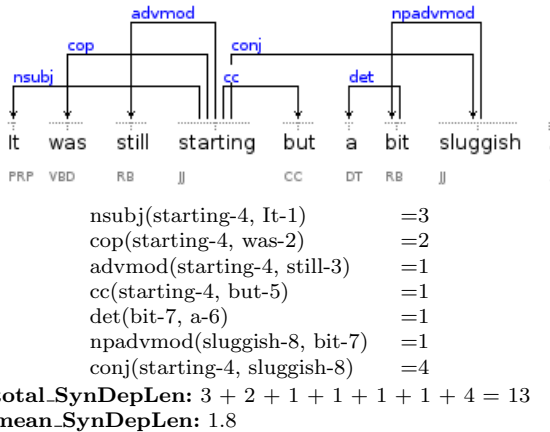 advmod npadvmod
cop conj
nsubj cc det
It was still starting but a bit sluggish
PRP VBD RB JJ CC DT RB JJ
nsubj(starting-4, It-1) =3
cop(starting-4, was-2) =2
advmod(starting-4, still-3) =1
cc(starting-4, but-5) =1
det(bit-7, a-6) =1
npadvmod(sluggish-8, bit-7) =1
conj(starting-4, sluggish-8) =4
total_SynDepLen: 3 + 2 + 1 + 1 + 1 + 1 + 4 = 13
mean_SynDepLen: 1.8